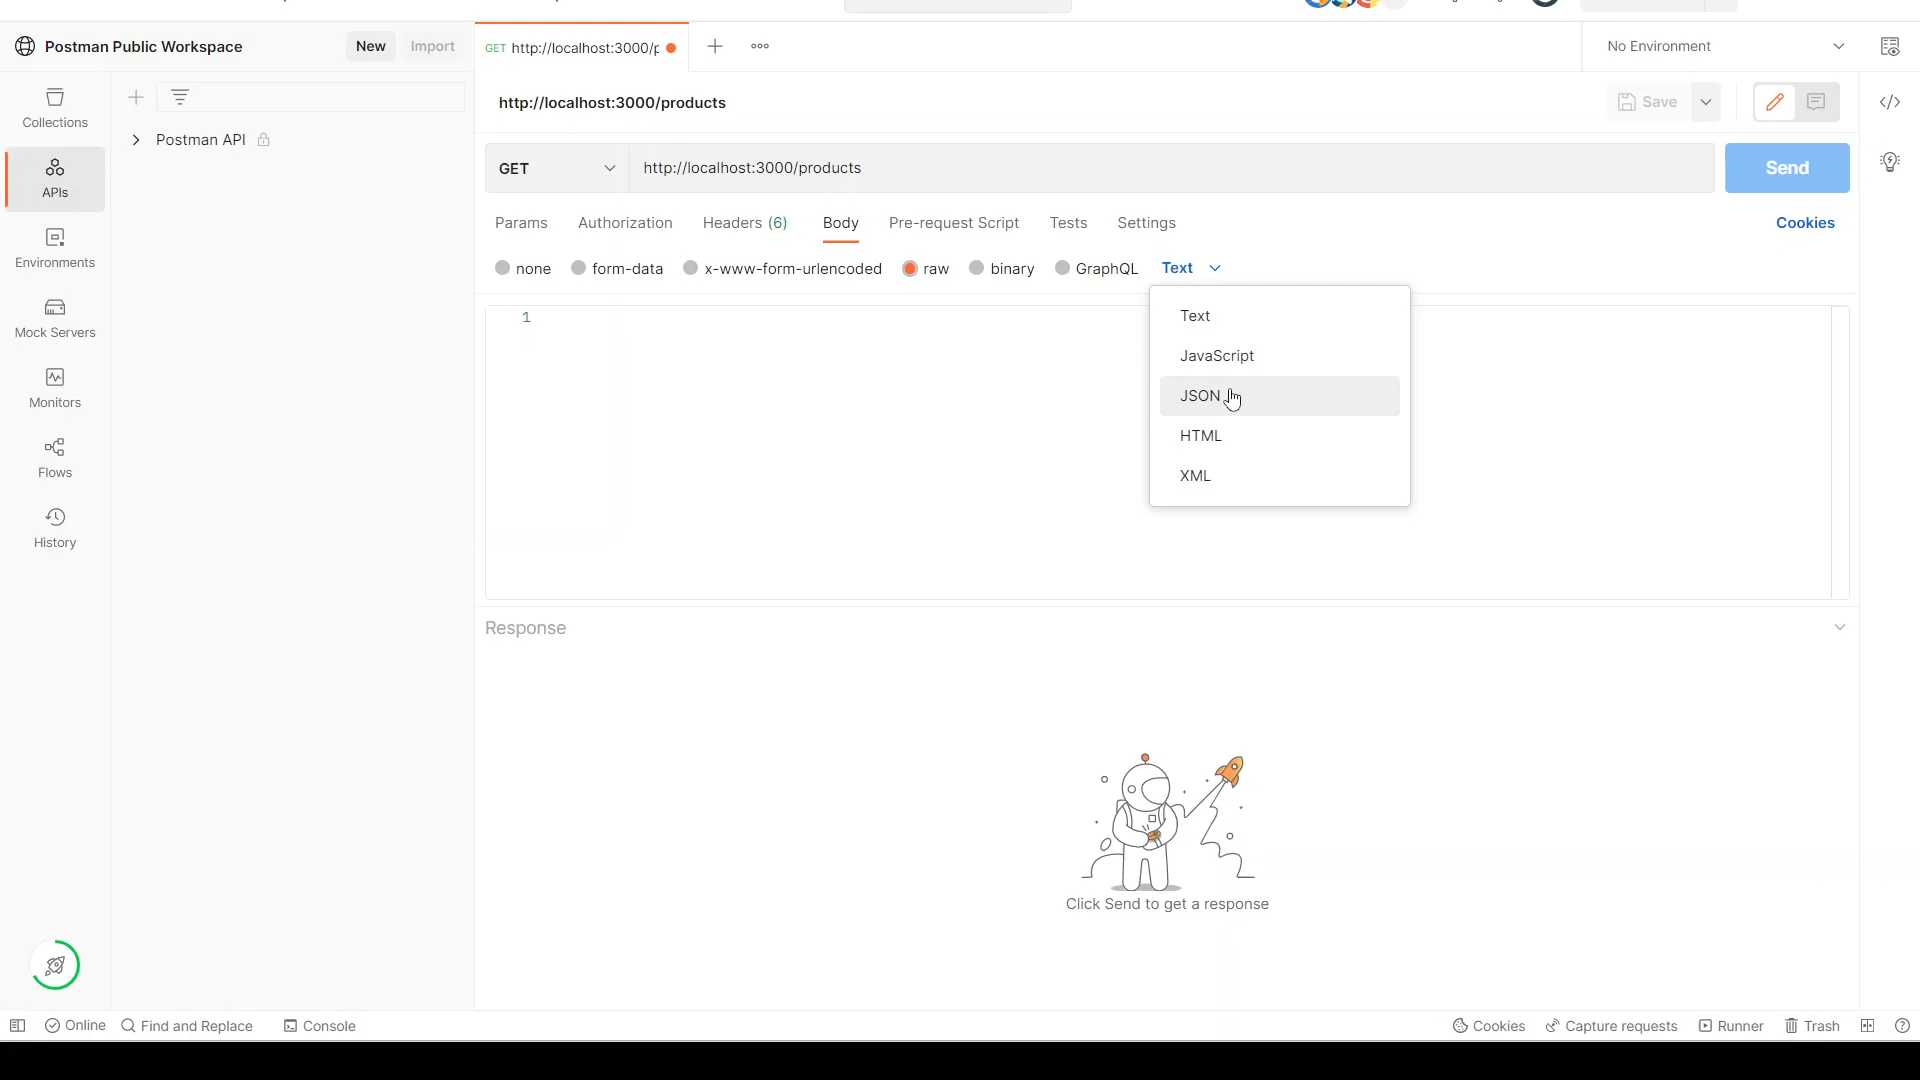 Postman Public Workspace
New
Import
GET http://localhost:3000/p
No Environment
Collections
APIs
Environments
Mock Servers
Monitors
Flows
History
Postman API
http://localhost:3000/products
Save
GET
http://localhost:3000/products
Send
Params
Authorization
Headers (6)
Body
Pre-request Script
Tests
Settings
Cookies
none
form-data
x-www-form-urlencoded
raw
binary
GraphQL
Text
1
Text
JavaScript
JSON
HTML
XML
Response
Click Send to get a response
Online
Find and Replace
Console
Cookies
Capture requests
Runner
Trash